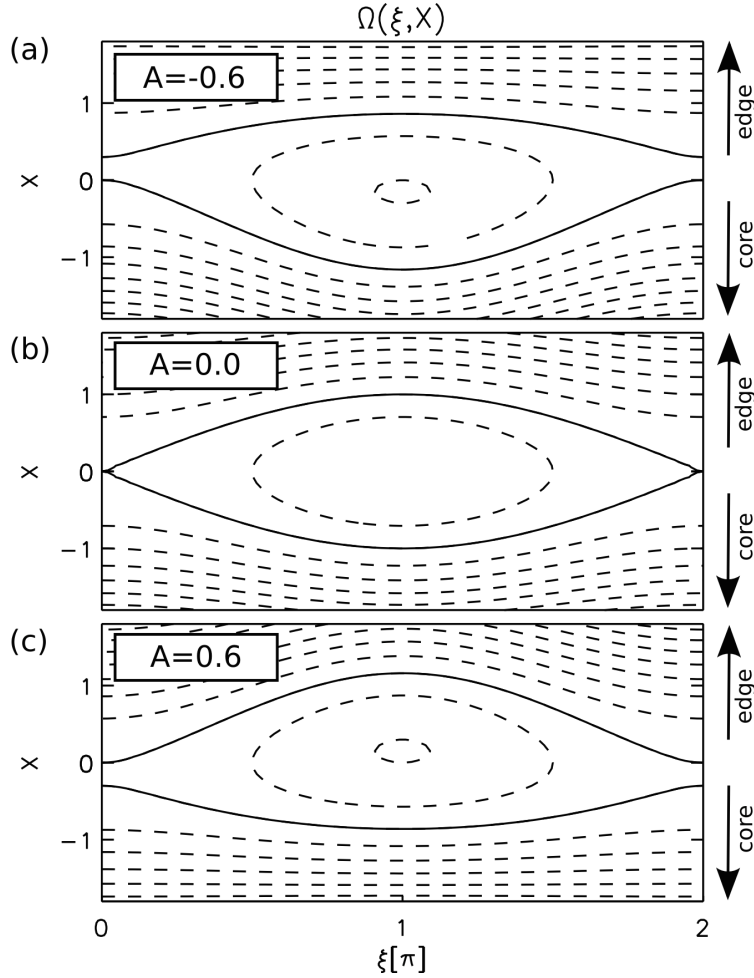 Ω(ξ,X)
(a)
A=-0.6
1
0
−1
X
edge
core
(b)
A=0.0
1
0
−1
X
edge
core
(c)
A=0.6
1
0
−1
X
edge
core
0 1 2
ξ[π]